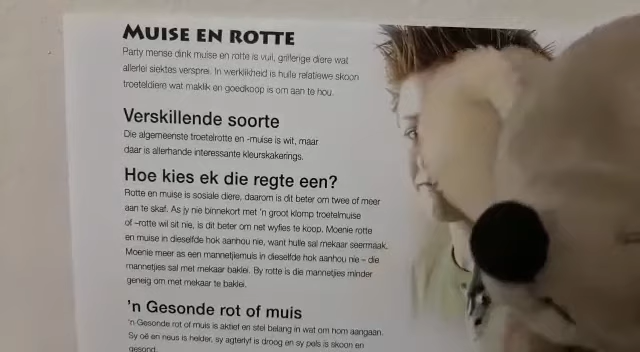 MUISE EN ROTTE
Party mense dink muise en rotte is vuil, grillerige diere wat
allerlei siektes versprei. In werklikheid is hulle relatiewe skoon
troeteldiere wat maklik en goedkoop is om aan te hou.
Verskillende soorte
Die algemeenste troetelrotte en -muise is wit, maar
daar is allerhande interessante kleurskakerings.
Hoe kies ek die regte een?
Rotte en muise is sosiale diere, daarom is dit beter om twee of meer
aan te skaf. As jy nie binnekort met 'n groot klomp troetelmuise
of -rotte wil sit nie, is dit beter om net wyfies te koop. Moenie rotte
en muise in dieselfde hok aanhou nie, want hulle sal mekaar seermaak.
Moenie meer as een mannetjiemuis in dieselfde hok aanhou nie – die
mannetjies sal met mekaar baklei. By rotte is die mannetjies minder
geneig om met mekaar te baklei.
'n Gesonde rot of muis
'n Gesonde rot of muis is aktief en stel belang in wat om hom aangaan.
Sy oë en neus is helder, sy agterlyf is droog en sy pels is skoon en
gesond.